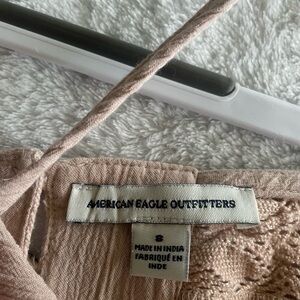 AMERICAN EAGLE OUTFITTERS
MADE IN INDIA
FABRIQUÉ EN
INDE